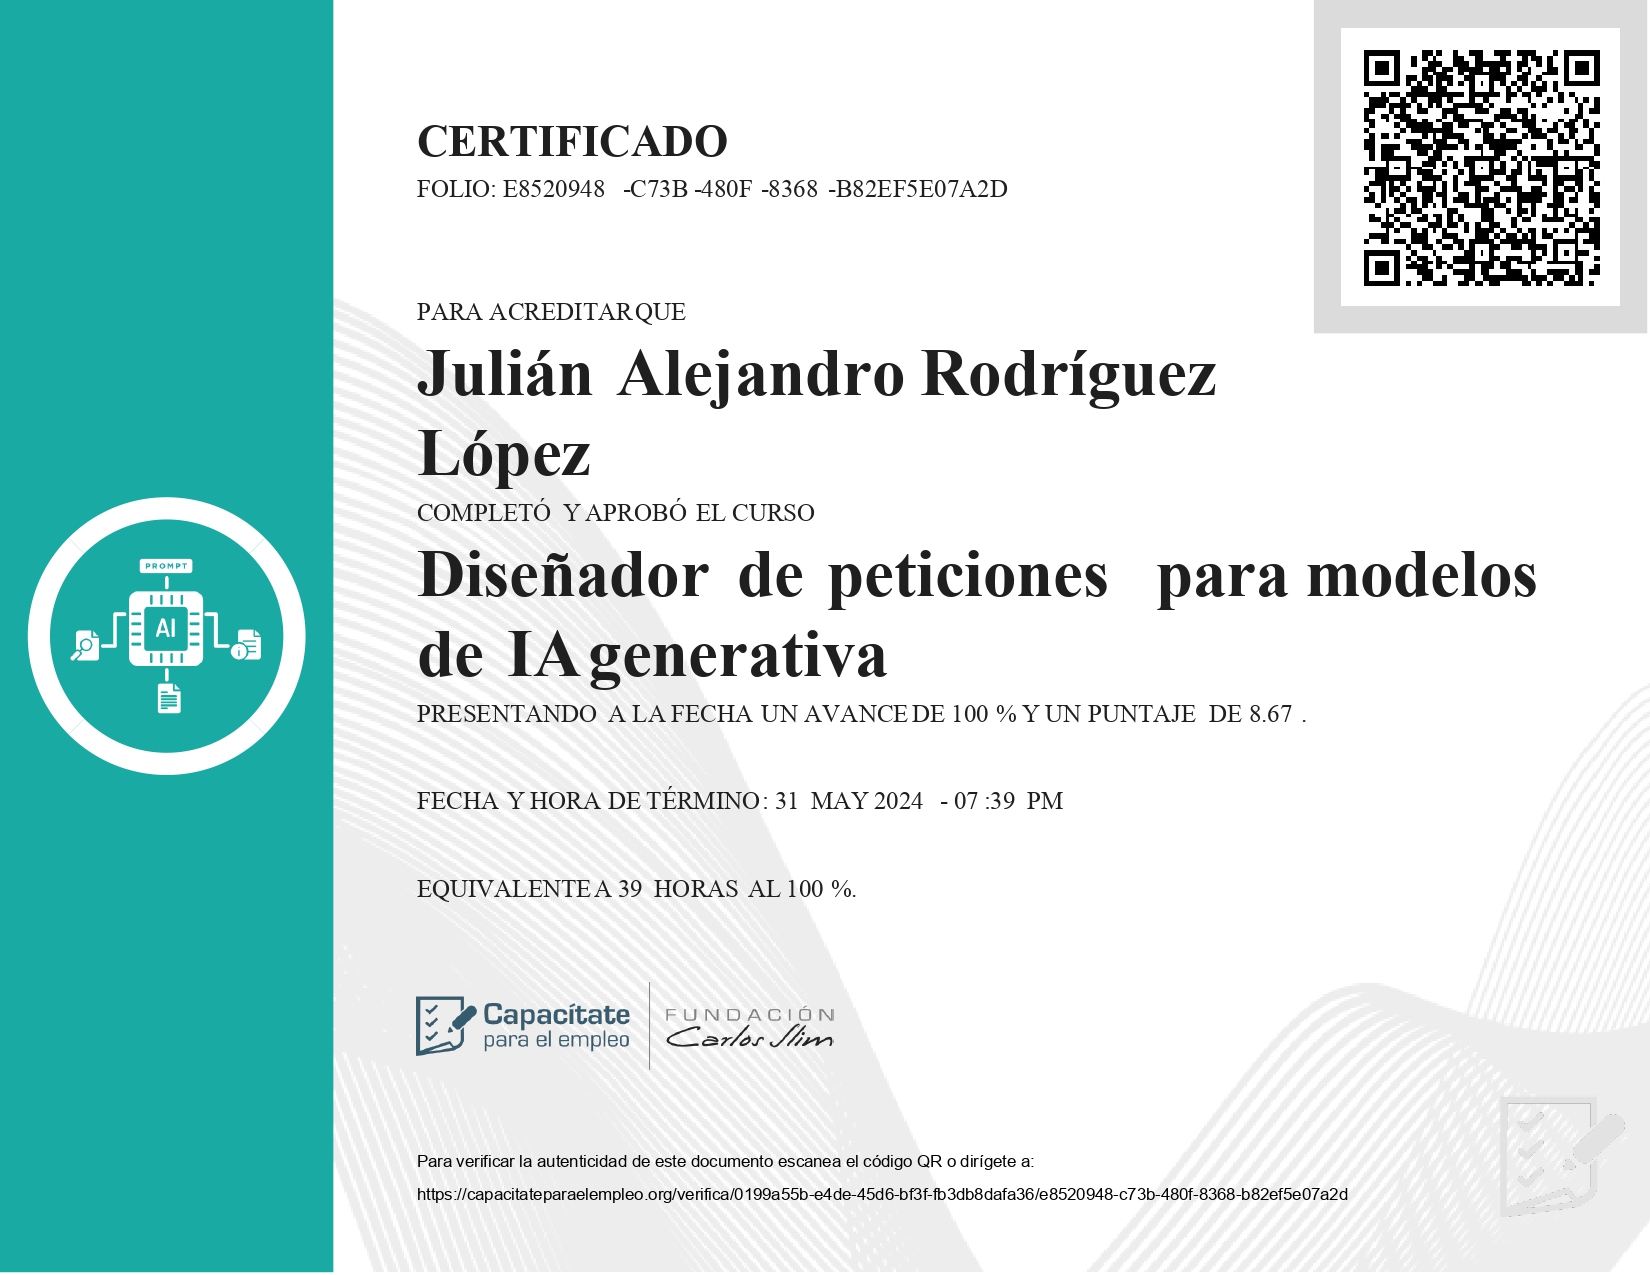 CERTIFICADO
FOLIO: E8520948 -C73B -480F -8368 -B82EF5E07A2D
PARA ACREDITAR QUE
Julián Alejandro Rodríguez
López
COMPLETÓ Y APROBÓ EL CURSO
Diseñador de peticiones para modelos
de IA generativa
PRESENTANDO A LA FECHA UN AVANCE DE 100 % Y UN PUNTAJE DE 8.67 .
FECHA Y HORA DE TÉRMINO: 31 MAY 2024 - 07 :39 PM
EQUIVALENTE A 39 HORAS AL 100 %.
PROMPT
AI
Capacítate
para el empleo
FUNDACIÓN
Carlos Slim
Para verificar la autenticidad de este documento escanea el código QR o dirígete a:
https://capacitateparaelempleo.org/verifica/0199a55b-e4de-45d6-bf3f-fb3db8dafa36/e8520948-c73b-480f-8368-b82ef5e07a2d